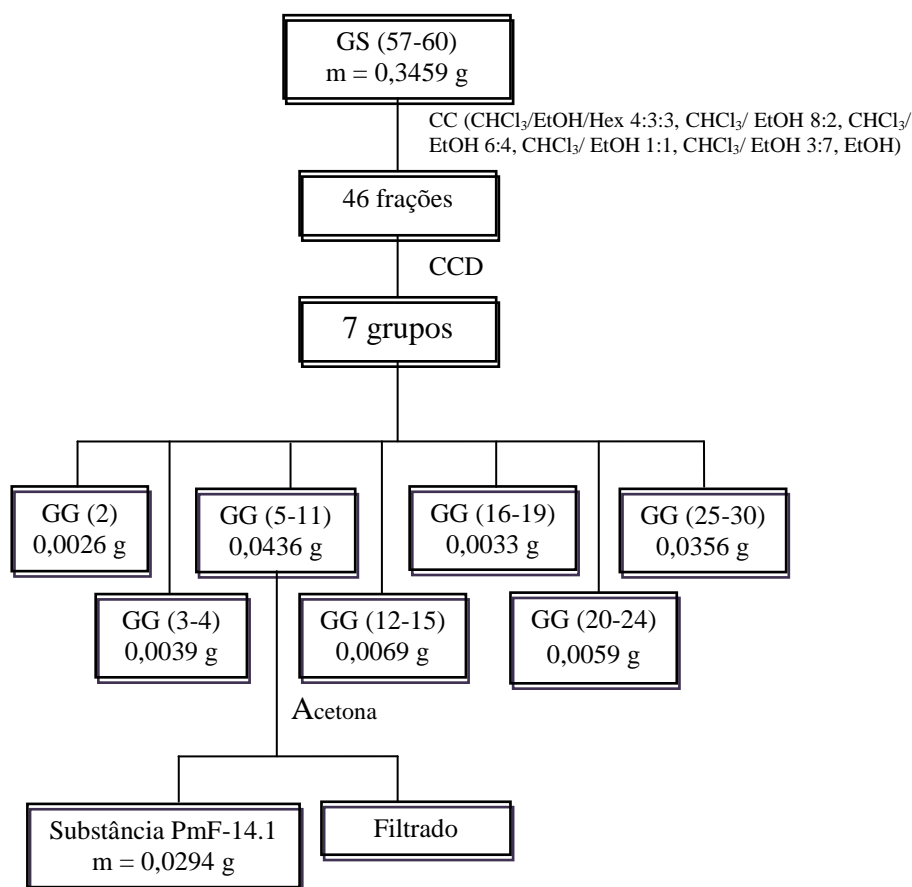 GS (57-60)
m = 0,3459 g
CC (CHCl₃/EtOH/Hex 4:3:3, CHCl₃/ EtOH 8:2, CHCl₃/
EtOH 6:4, CHCl₃/ EtOH 1:1, CHCl₃/ EtOH 3:7, EtOH)
46 frações
CCD
7 grupos
GG (2)
0,0026 g
GG (5-11)
0,0436 g
GG (16-19)
0,0033 g
GG (25-30)
0,0356 g
GG (3-4)
0,0039 g
GG (12-15)
0,0069 g
GG (20-24)
0,0059 g
Acetona
Substância PmF-14.1
m = 0,0294 g
Filtrado